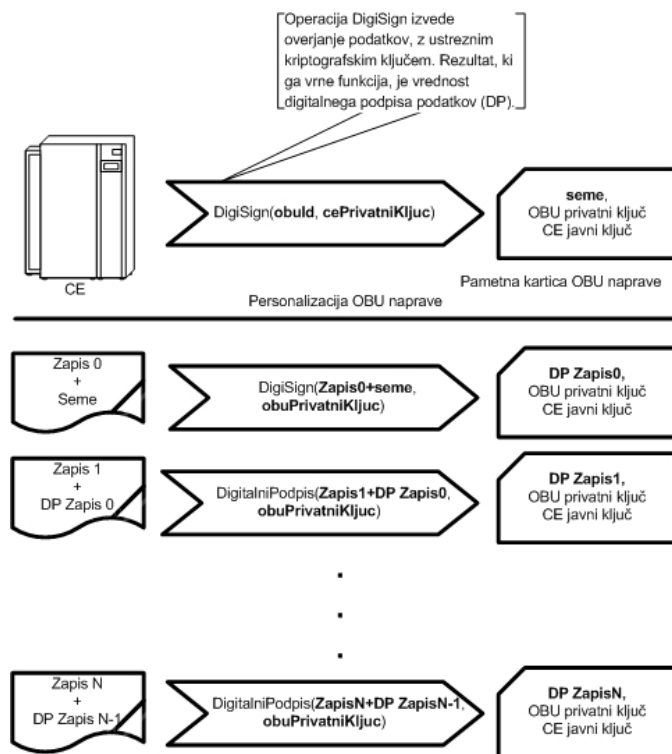 Operacija DigiSign izvede
overjanje podatkov, z ustreznim
kriptografskim ključem. Rezultat, ki
ga vrne funkcija, je vrednost
digitalnega podpisa podatkov (DP).
DigiSign(obuId, cePrivatniKljuc)
seme,
OBU privatni ključ
CE javni ključ
CE
Pametna kartica OBU naprave
Personalizacija OBU naprave
Zapis 0
+
Seme
DigiSign(Zapis0+seme,
obuPrivatniKljuc)
DP Zapis0,
OBU privatni ključ
CE javni ključ
Zapis 1
+
DP Zapis 0
DigitalniPodpis(Zapis1+DP Zapis0,
obuPrivatniKljuc)
DP Zapis1,
OBU privatni ključ
CE javni ključ
.
.
.
Zapis N
+
DP Zapis N-1
DigitalniPodpis(ZapisN+DP ZapisN-1,
obuPrivatniKljuc)
DP ZapisN,
OBU privatni ključ
CE javni ključ